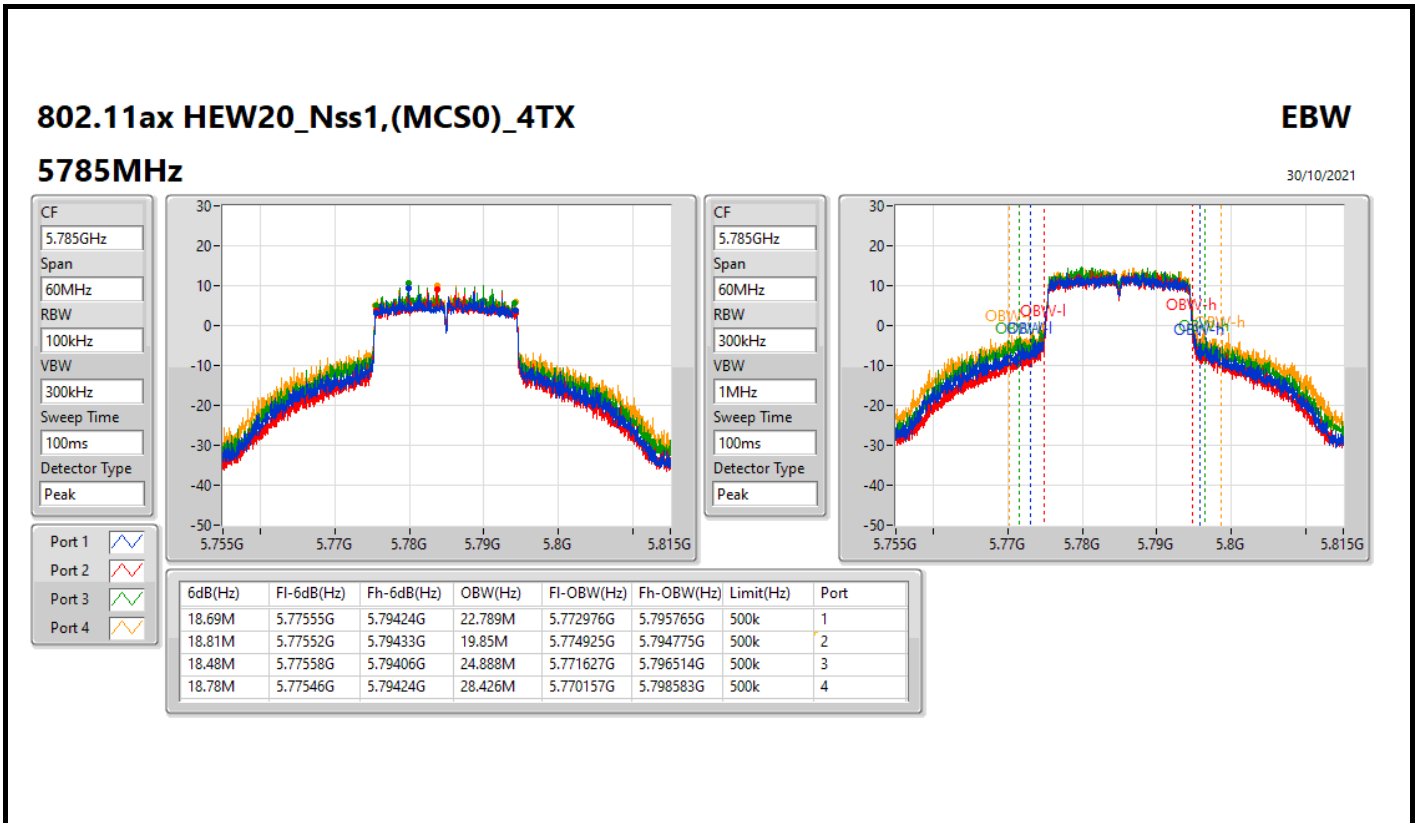 802.11ax HEW20_Nss1,(MCS0)_4TX
EBW
5785MHz
30/10/2021
CF
5.785GHz
Span
60MHz
RBW
100kHz
VBW
300kHz
Sweep Time
100ms
Detector Type
Peak
30
20
10
0
-10
-20
-30
-40
-50
5.755G 5.77G 5.78G 5.79G 5.8G 5.815G
CF
5.785GHz
Span
60MHz
RBW
300kHz
VBW
1MHz
Sweep Time
100ms
Detector Type
Peak
30
20
10
0
-10
-20
-30
-40
-50
OBW-l
OBW-h
5.755G 5.77G 5.78G 5.79G 5.8G 5.815G
Port 1
Port 2
Port 3
Port 4
6dB(Hz) Fl-6dB(Hz) Fh-6dB(Hz) OBW(Hz) Fl-OBW(Hz) Fh-OBW(Hz) Limit(Hz) Port
18.69M 5.77555G 5.79424G 22.789M 5.772976G 5.795765G 500k 1
18.81M 5.77552G 5.79433G 19.85M 5.774925G 5.794775G 500k 2
18.48M 5.77558G 5.79406G 24.888M 5.771627G 5.796514G 500k 3
18.78M 5.77546G 5.79424G 28.426M 5.770157G 5.798583G 500k 4